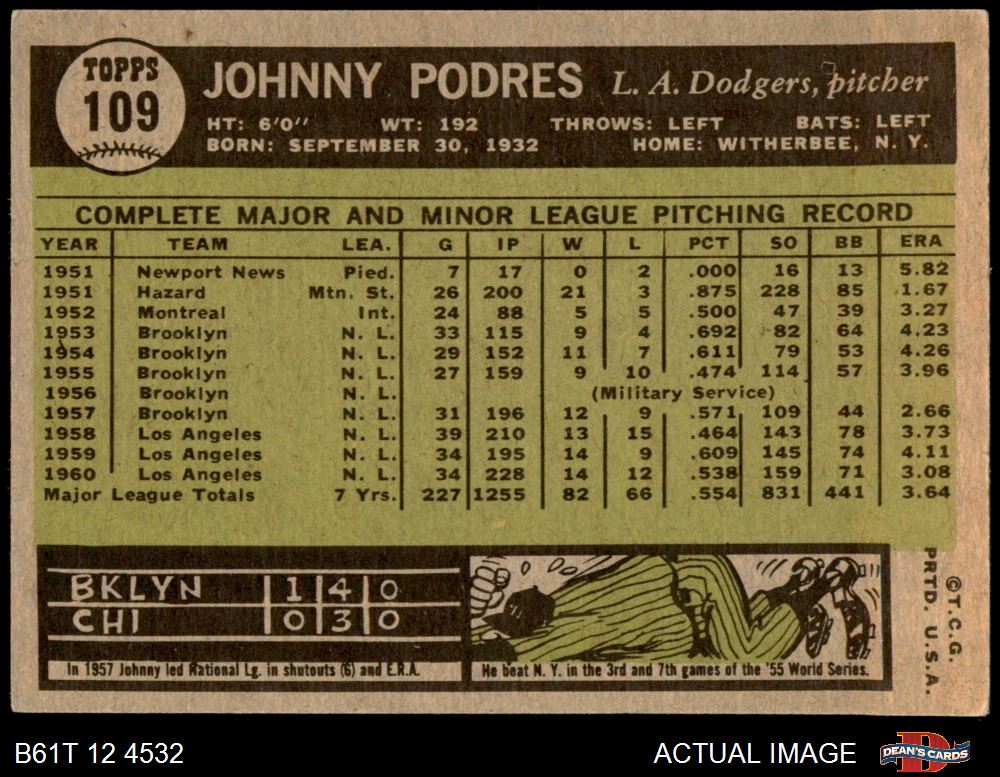 TOPPS
109
JOHNNY PODRES L. A. Dodgers, pitcher
HT: 6'0" WT: 192 THROWS: LEFT BATS: LEFT
BORN: SEPTEMBER 30, 1932 HOME: WITHERBEE, N. Y.
COMPLETE MAJOR AND MINOR LEAGUE PITCHING RECORD
YEAR TEAM LEA. G IP W L PCT SO BB ERA
1951 Newport News Pied. 7 17 0 2 .000 16 13 5.82
1951 Hazard Mtn. St. 26 200 21 3 .875 228 85 1.67
1952 Montreal Int. 24 88 5 5 .500 47 39 3.27
1953 Brooklyn N. L. 33 115 9 4 .692 82 64 4.23
1954 Brooklyn N. L. 29 152 11 7 .611 79 53 4.26
1955 Brooklyn N. L. 27 159 9 10 .474 114 57 3.96
1956 Brooklyn N. L. (Military Service)
1957 Brooklyn N. L. 31 196 12 9 .571 109 44 2.66
1958 Los Angeles N. L. 39 210 13 15 .464 143 78 3.73
1959 Los Angeles N. L. 34 195 14 9 .609 145 74 4.11
1960 Los Angeles N. L. 34 228 14 12 .538 159 71 3.08
Major League Totals 7 Yrs. 227 1255 82 66 .554 831 441 3.64
BKLYN 1 4 0
CHI 0 3 0
In 1957 Johnny led National Lg. in shutouts (6) and E.R.A.
He beat N. Y. in the 3rd and 7th games of the '55 World Series.
©T.C.G.
PRTD. U.S.A.
B61T 12 4532 ACTUAL IMAGE
DEAN'S CARDS